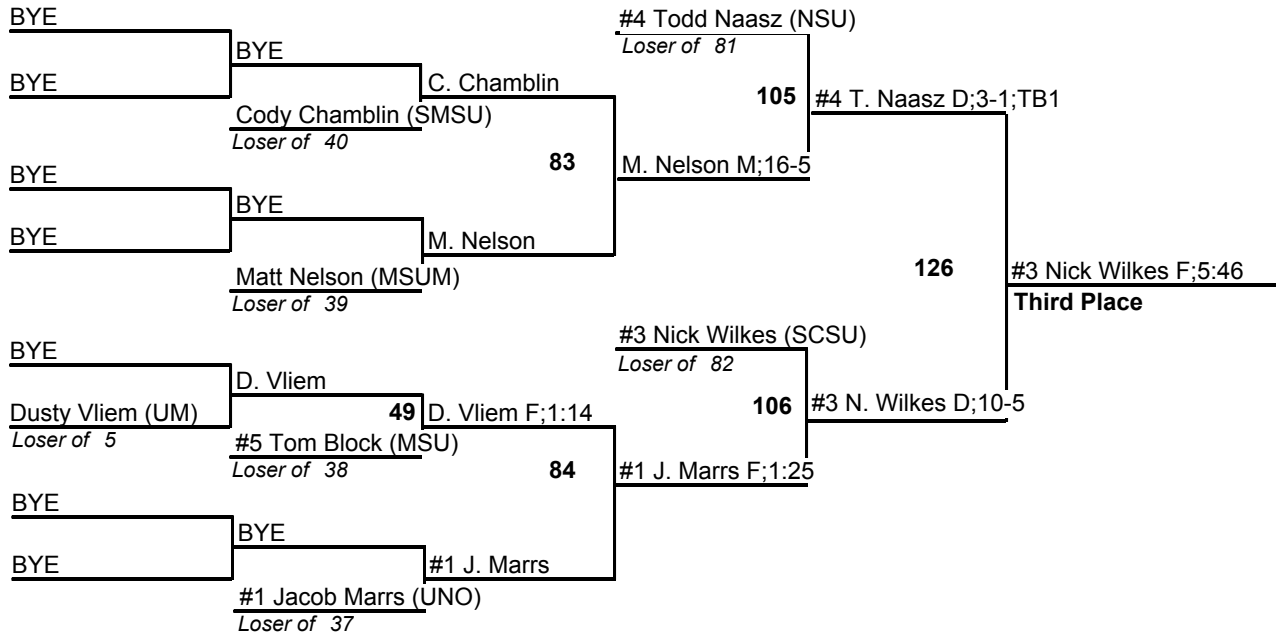 BYE
BYE
BYE
Cody Chamblin (SMSU)
Loser of 40
C. Chamblin
83
BYE
BYE
BYE
Matt Nelson (MSUM)
Loser of 39
M. Nelson
#4 Todd Naasz (NSU)
Loser of 81
105
M. Nelson M;16-5
#4 T. Naasz D;3-1;TB1
126
#3 Nick Wilkes F;5:46
Third Place
BYE
Dusty Vliem (UM)
Loser of 5
D. Vliem
49
#5 Tom Block (MSU)
Loser of 38
D. Vliem F;1:14
84
BYE
BYE
BYE
#1 Jacob Marrs (UNO)
Loser of 37
#1 J. Marrs
#3 Nick Wilkes (SCSU)
Loser of 82
106
#1 J. Marrs F;1:25
#3 N. Wilkes D;10-5